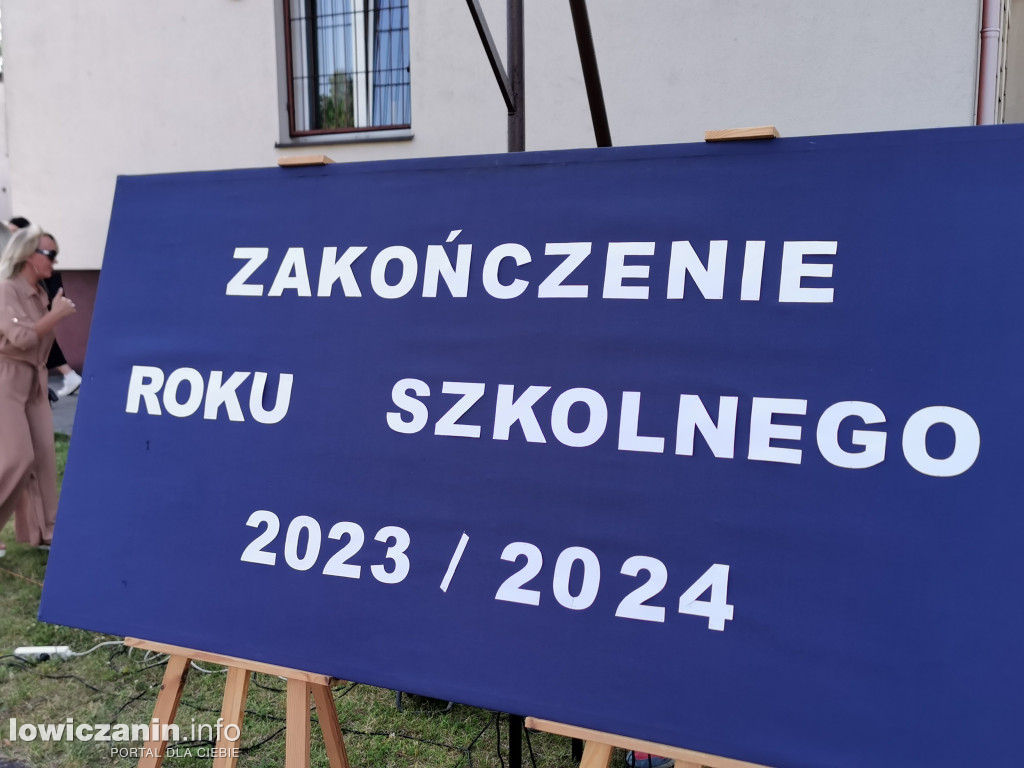 ZAKOŃCZENIE
ROKU SZKOLNEGO
2023 / 2024
lowiczanin.info
PORTAL DLA CIEBIE